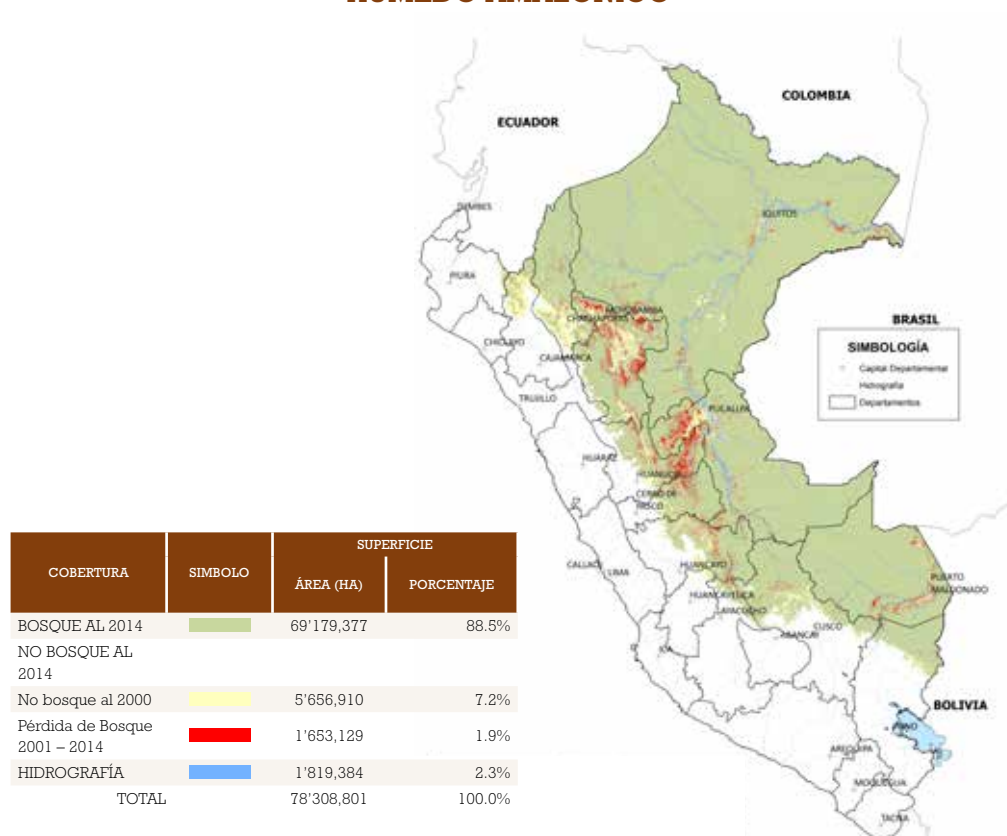 HÚMEDO AMAZÓNICO
COLOMBIA
ECUADOR
TUMBES
IQUITOS
PIURA
BRASIL
SIMBOLOGÍA
Capital Departamental
Hidrografía
Departamentos
MOYOBAMBA
CHACHAPOYAS
CHICLAYO
CAJAMARCA
TRUJILLO
PUCALLPA
HUARAZ
HUANUCO
CERRO DE
PASCO
CALLAO
LIMA
HUANCAYO
PUERTO
MALDONADO
HUANCAVELICA
AYACUCHO
CUSCO
ABANCAY
ICA
BOLIVIA
PUNO
AREQUIPA
MOQUEGUA
TACNA
COBERTURA
SIMBOLO
SUPERFICIE
ÁREA (HA)
PORCENTAJE
BOSQUE AL 2014 69'179,377 88.5%
NO BOSQUE AL
2014
No bosque al 2000 5'656,910 7.2%
Pérdida de Bosque
2001 – 2014 1'653,129 1.9%
HIDROGRAFÍA 1'819,384 2.3%
TOTAL 78'308,801 100.0%